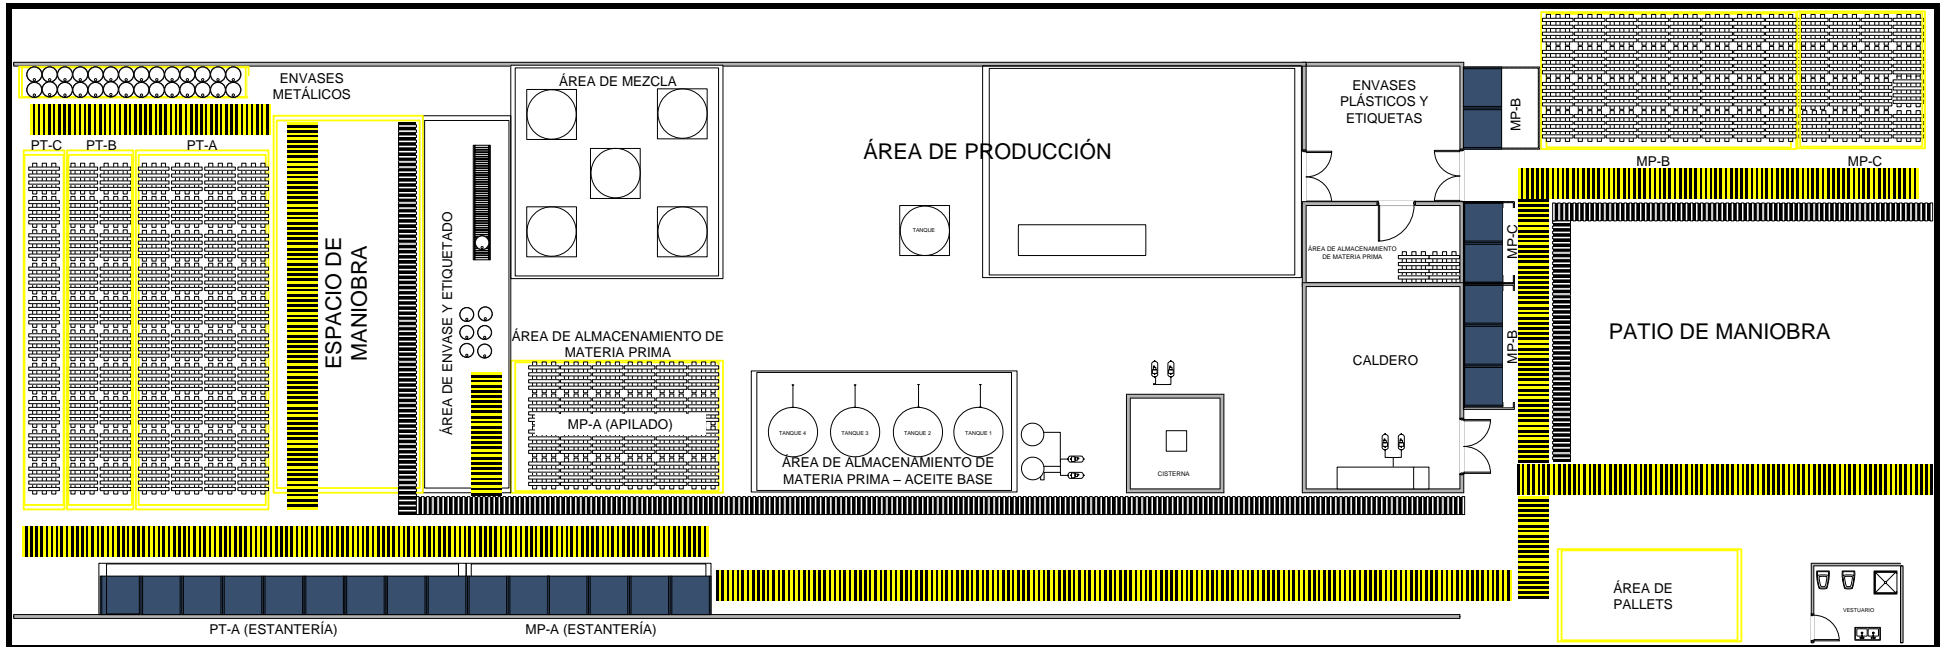 ENVASES
METÁLICOS
PT-C
PT-B
PT-A
ESPACIO DE
MANIOBRA
ÁREA DE ENVASE Y ETIQUETADO
ÁREA DE MEZCLA
ÁREA DE PRODUCCIÓN
TANQUE
ENVASES
PLÁSTICOS Y
ETIQUETAS
MP-B
MP-B
MP-C
ÁREA DE ALMACENAMIENTO
DE MATERIA PRIMA
MP-C
MP-B
PATIO DE MANIOBRA
CALDERO
ÁREA DE ALMACENAMIENTO DE
MATERIA PRIMA
MP-A (APILADO)
TANQUE 4
TANQUE 3
TANQUE 2
TANQUE 1
ÁREA DE ALMACENAMIENTO DE
MATERIA PRIMA – ACEITE BASE
CISTERNA
ÁREA DE
PALLETS
VESTUARIO
PT-A (ESTANTERÍA)
MP-A (ESTANTERÍA)